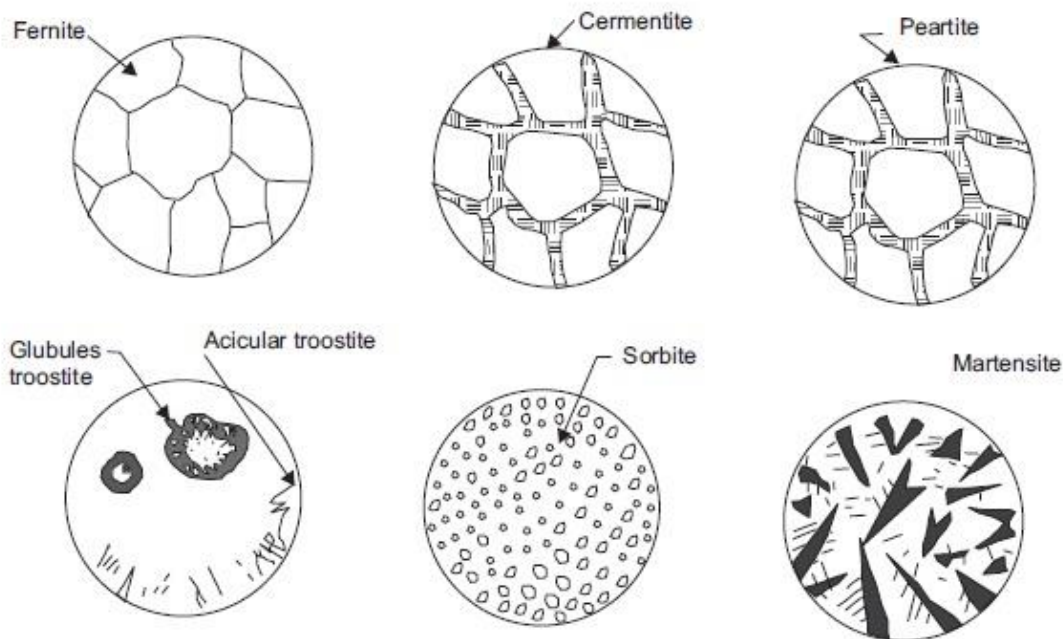 Fernite
Cermentite
Peartite
Glubules
troostite
Acicular troostite
Sorbite
Martensite